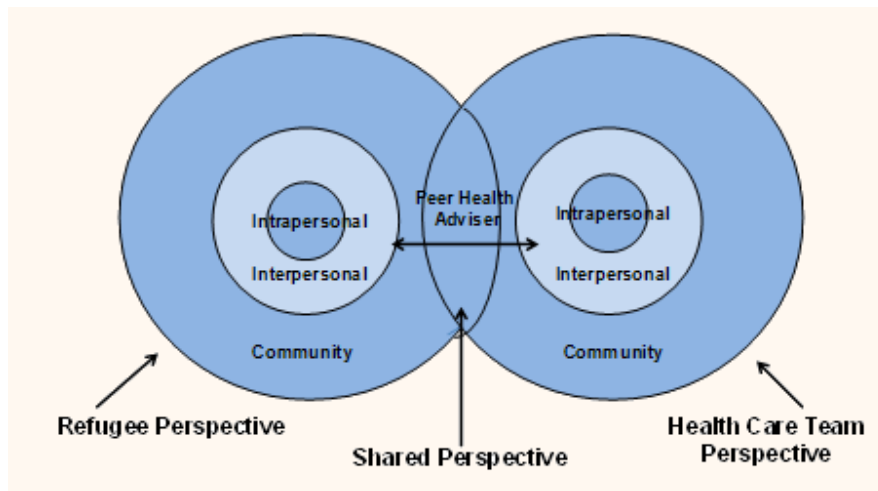 Peer Health
Adviser
Intrapersonal
Intrapersonal
Interpersonal
Interpersonal
Community
Community
Refugee Perspective
Shared Perspective
Health Care Team
Perspective